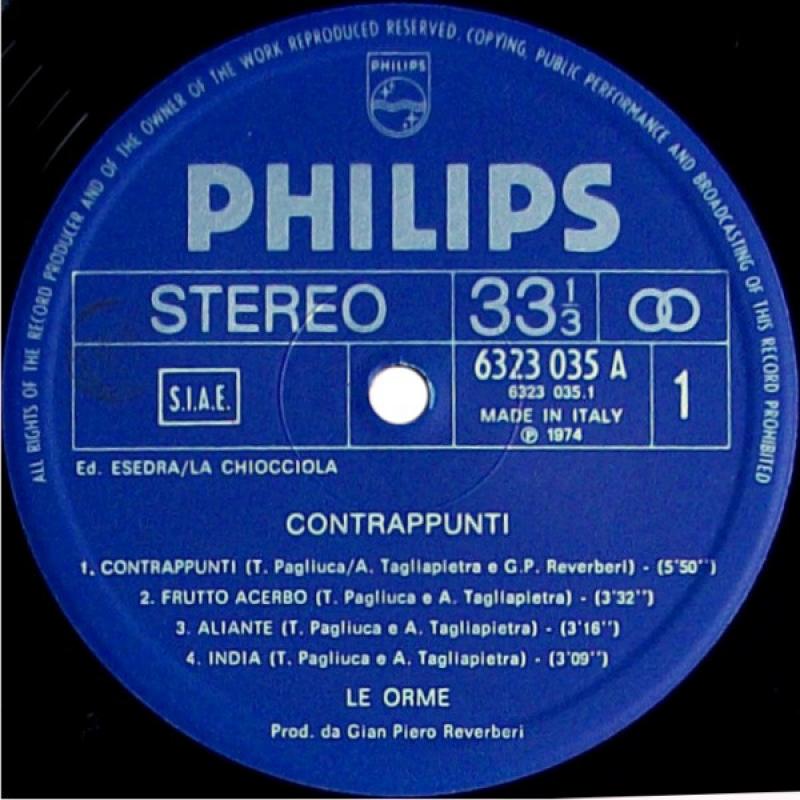 ALL RIGHTS OF THE RECORD PRODUCER AND OF THE OWNER OF THE WORK REPRODUCED RESERVED. COPYING, PUBLIC PERFORMANCE AND BROADCASTING OF THIS RECORD PROHIBITED
PHILIPS
PHILIPS
STEREO
33 1/3
S.I.A.E.
6323 035 A
6323 035.1
MADE IN ITALY
℗ 1974
1
Ed. ESEDRA/LA CHIOCCIOLA
CONTRAPPUNTI
1. CONTRAPPUNTI (T. Pagliuca/A. Tagliapietra e G.P. Reverberi) - (5'50'')
2. FRUTTO ACERBO (T. Pagliuca e A. Tagliapietra) - (3'32'')
3. ALIANTE (T. Pagliuca e A. Tagliapietra) - (3'16'')
4. INDIA (T. Pagliuca e A. Tagliapietra) - (3'09'')
LE ORME
Prod. da Gian Piero Reverberi